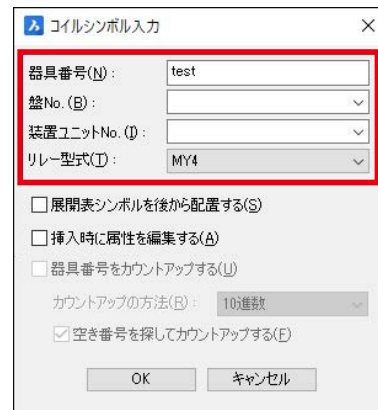 コイルシンボル入力
器具番号(N): test
盤No.(B):
装置ユニットNo.(I):
リレー型式(T): MY4
展開表シンボルを後から配置する(S)
挿入時に属性を編集する(A)
器具番号をカウントアップする(U)
カウントアップの方法(R): 10進数
空き番号を探してカウントアップする(F)
OK キャンセル